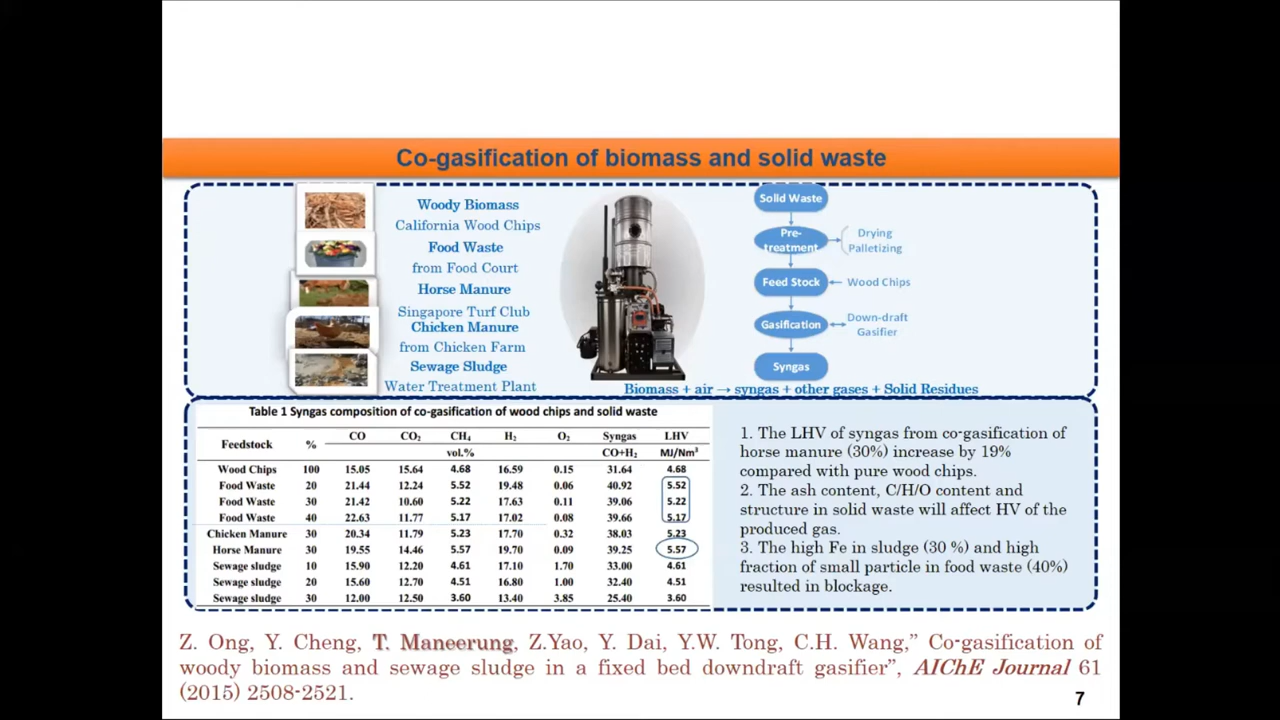 Co-gasification of biomass and solid waste
Woody Biomass
California Wood Chips
Food Waste
from Food Court
Horse Manure
Singapore Turf Club
Chicken Manure
from Chicken Farm
Sewage Sludge
Water Treatment Plant
Solid Waste
Pre-
treatment
Drying
Palletizing
Feed Stock
Wood Chips
Gasification
Down-draft
Gasifier
Syngas
Biomass + air → syngas + other gases + Solid Residues
Table 1 Syngas composition of co-gasification of wood chips and solid waste
Feedstock % CO CO₂ CH₄ H₂ O₂ Syngas LHV
vol.% CO+H₂ MJ/Nm³
Wood Chips 100 15.05 15.64 4.68 16.59 0.15 31.64 4.68
Food Waste 20 21.44 12.24 5.52 19.48 0.06 40.92 5.52
Food Waste 30 21.42 10.60 5.22 17.63 0.11 39.06 5.22
Food Waste 40 22.63 11.77 5.17 17.02 0.08 39.66 5.17
Chicken Manure 30 20.34 11.79 5.23 17.70 0.32 38.03 5.23
Horse Manure 30 19.55 14.46 5.57 19.70 0.09 39.25 5.57
Sewage sludge 10 15.90 12.20 4.61 17.10 1.70 33.00 4.61
Sewage sludge 20 15.60 12.70 4.51 16.80 1.00 32.40 4.51
Sewage sludge 30 12.00 12.50 3.60 13.40 3.85 25.40 3.60
1. The LHV of syngas from co-gasification of
horse manure (30%) increase by 19%
compared with pure wood chips.
2. The ash content, C/H/O content and
structure in solid waste will affect HV of the
produced gas.
3. The high Fe in sludge (30 %) and high
fraction of small particle in food waste (40%)
resulted in blockage.
Z. Ong, Y. Cheng, T. Maneerung, Z.Yao, Y. Dai, Y.W. Tong, C.H. Wang,” Co-gasification of
woody biomass and sewage sludge in a fixed bed downdraft gasifier”, AIChE Journal 61
(2015) 2508-2521.
7